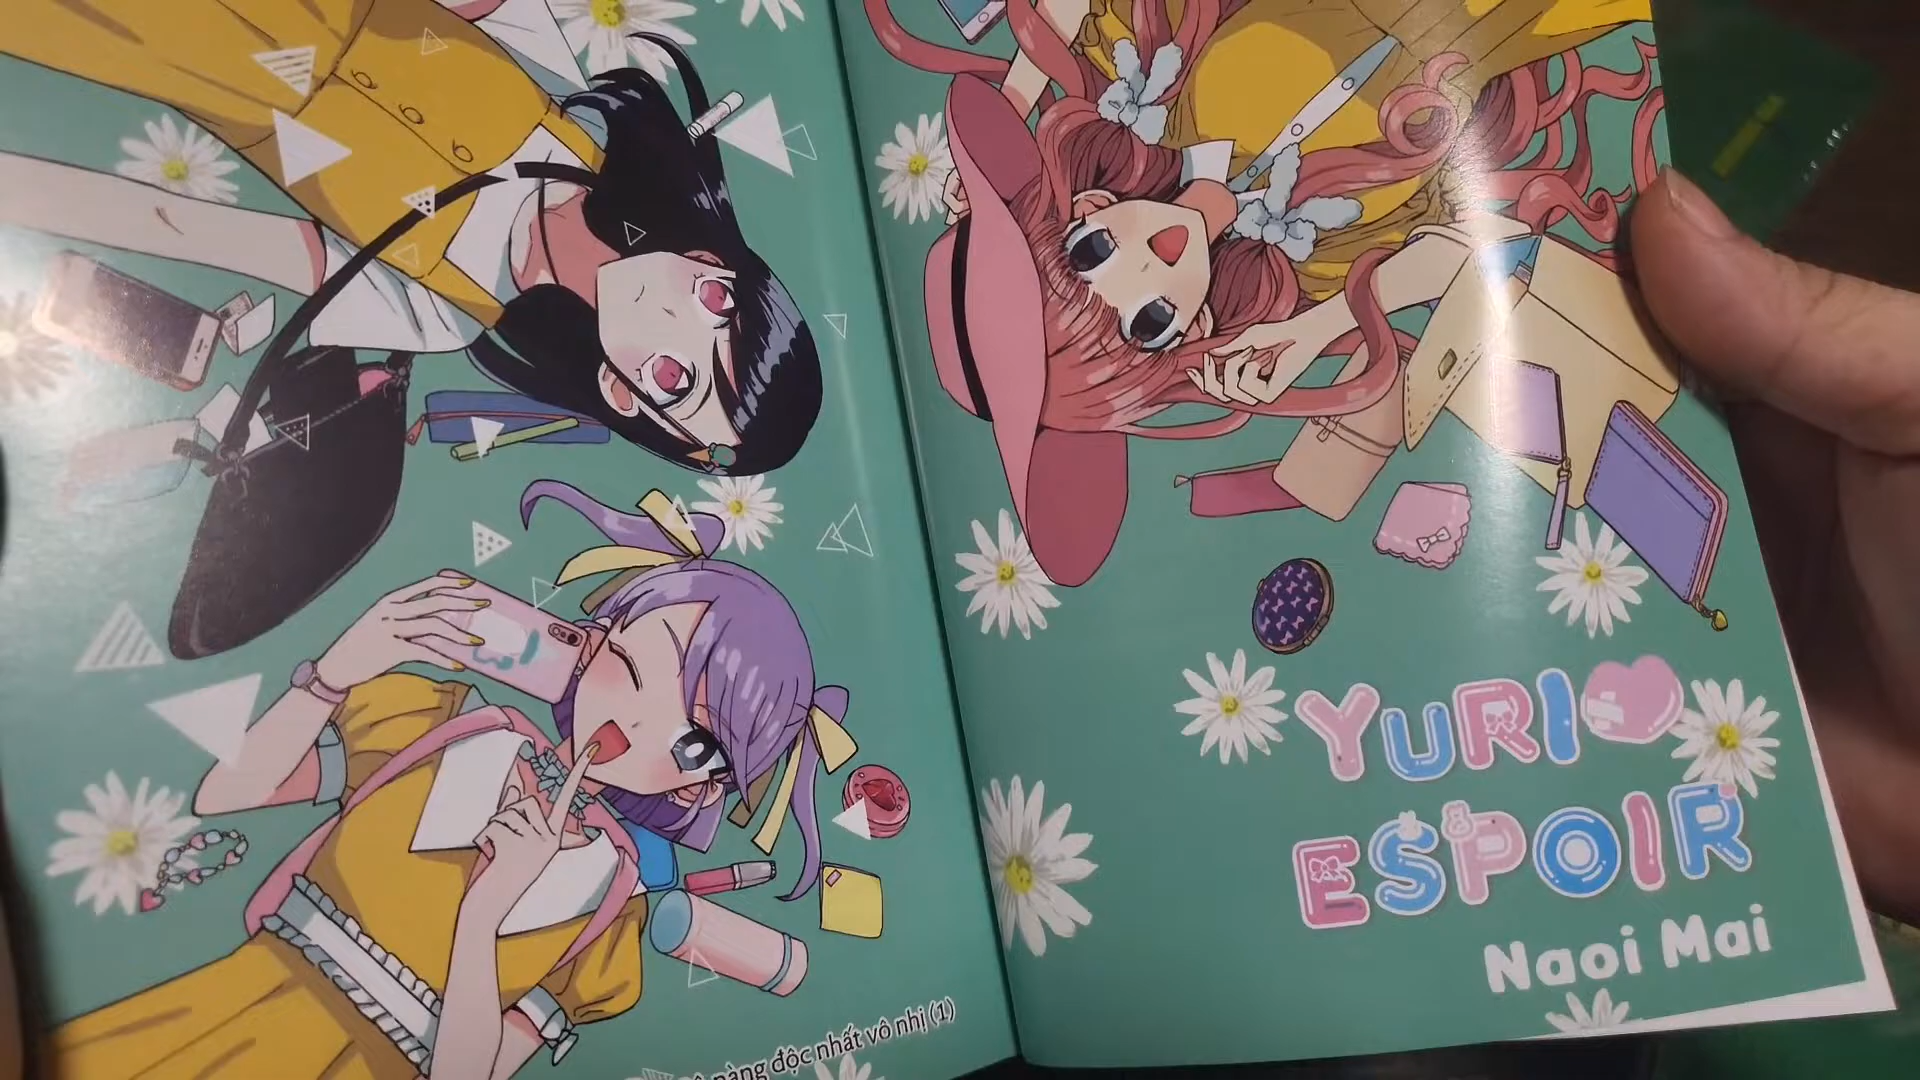 nàng độc nhất vô nhị (1)
YURI
ESPOIR
Naoi Mai